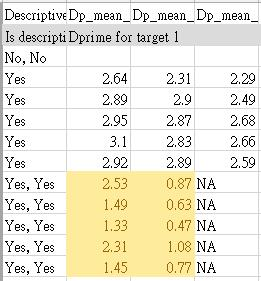 Descriptive Dp_mean_ Dp_mean_ Dp_mean_
Is descripti Dprime for target 1
No, No
Yes 2.64 2.31 2.29
Yes 2.89 2.9 2.49
Yes 2.95 2.87 2.68
Yes 3.1 2.83 2.66
Yes 2.92 2.89 2.59
Yes, Yes 2.53 0.87 NA
Yes, Yes 1.49 0.63 NA
Yes, Yes 1.33 0.47 NA
Yes, Yes 2.31 1.08 NA
Yes, Yes 1.45 0.77 NA